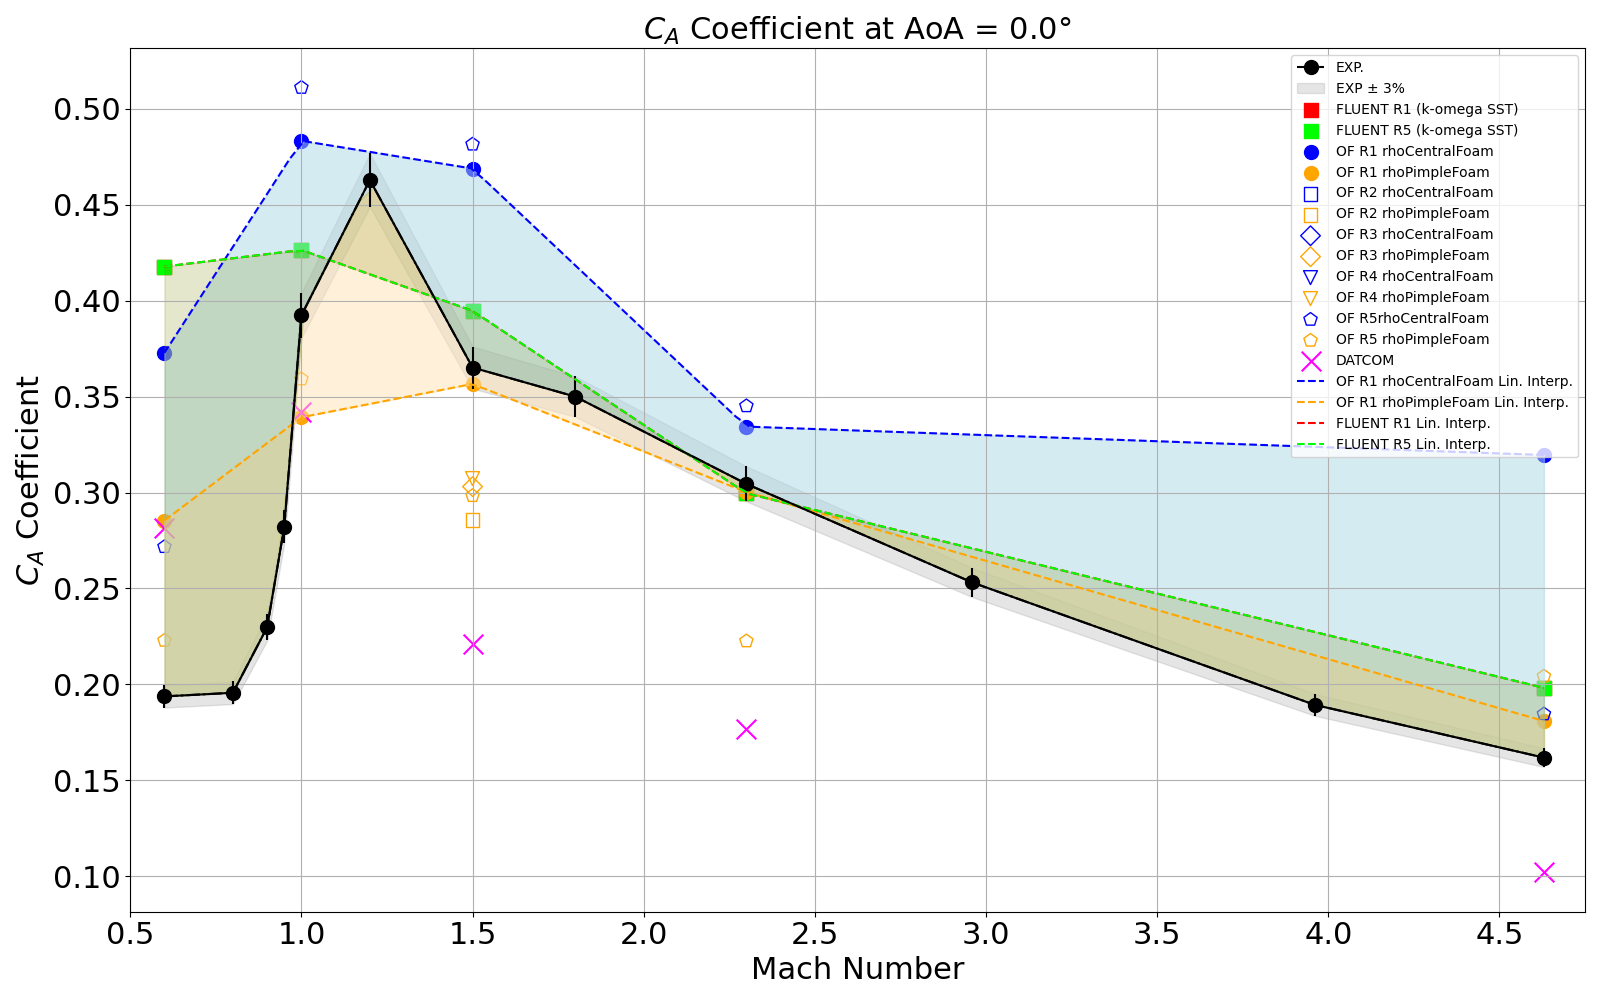 C_A Coefficient at AoA = 0.0°
EXP.
EXP ± 3%
FLUENT R1 (k-omega SST)
FLUENT R5 (k-omega SST)
OF R1 rhoCentralFoam
OF R1 rhoPimpleFoam
OF R2 rhoCentralFoam
OF R2 rhoPimpleFoam
OF R3 rhoCentralFoam
OF R3 rhoPimpleFoam
OF R4 rhoCentralFoam
OF R4 rhoPimpleFoam
OF R5rhoCentralFoam
OF R5 rhoPimpleFoam
DATCOM
OF R1 rhoCentralFoam Lin. Interp.
OF R1 rhoPimpleFoam Lin. Interp.
FLUENT R1 Lin. Interp.
FLUENT R5 Lin. Interp.
C_A Coefficient
0.50
0.45
0.40
0.35
0.30
0.25
0.20
0.15
0.10
0.5 1.0 1.5 2.0 2.5 3.0 3.5 4.0 4.5
Mach Number